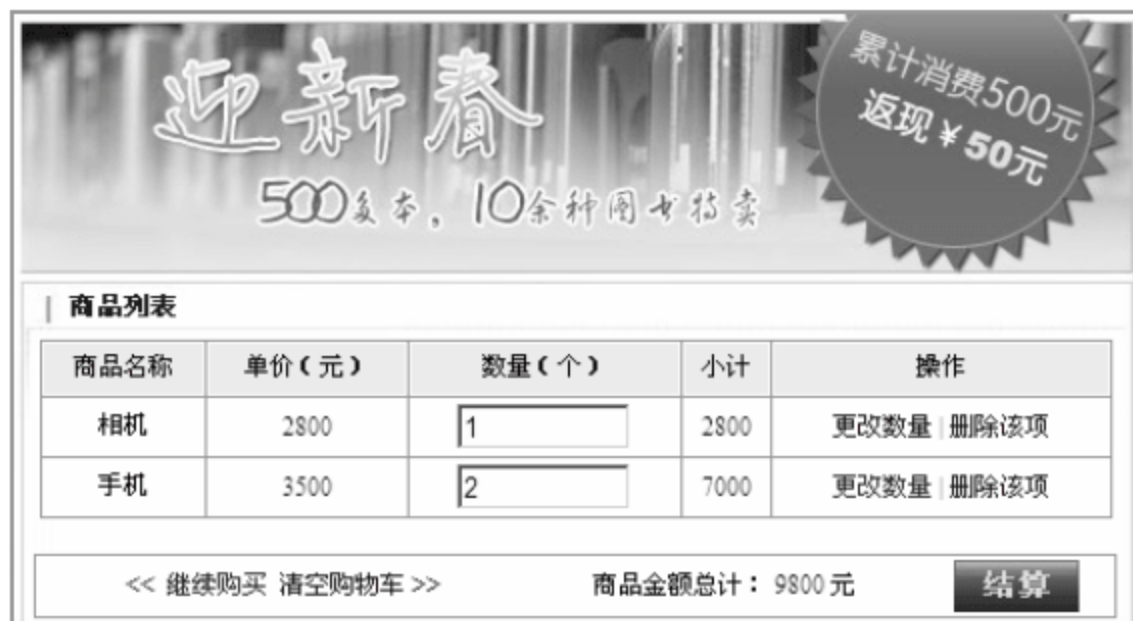 迎新春
500多本，10余种图书特卖
累计消费500元
返现￥50元
商品列表
商品名称 单价（元） 数量（个） 小计 操作
相机 2800 1 2800 更改数量 | 删除该项
手机 3500 2 7000 更改数量 | 删除该项
<< 继续购买 清空购物车 >> 商品金额总计： 9800 元 结算